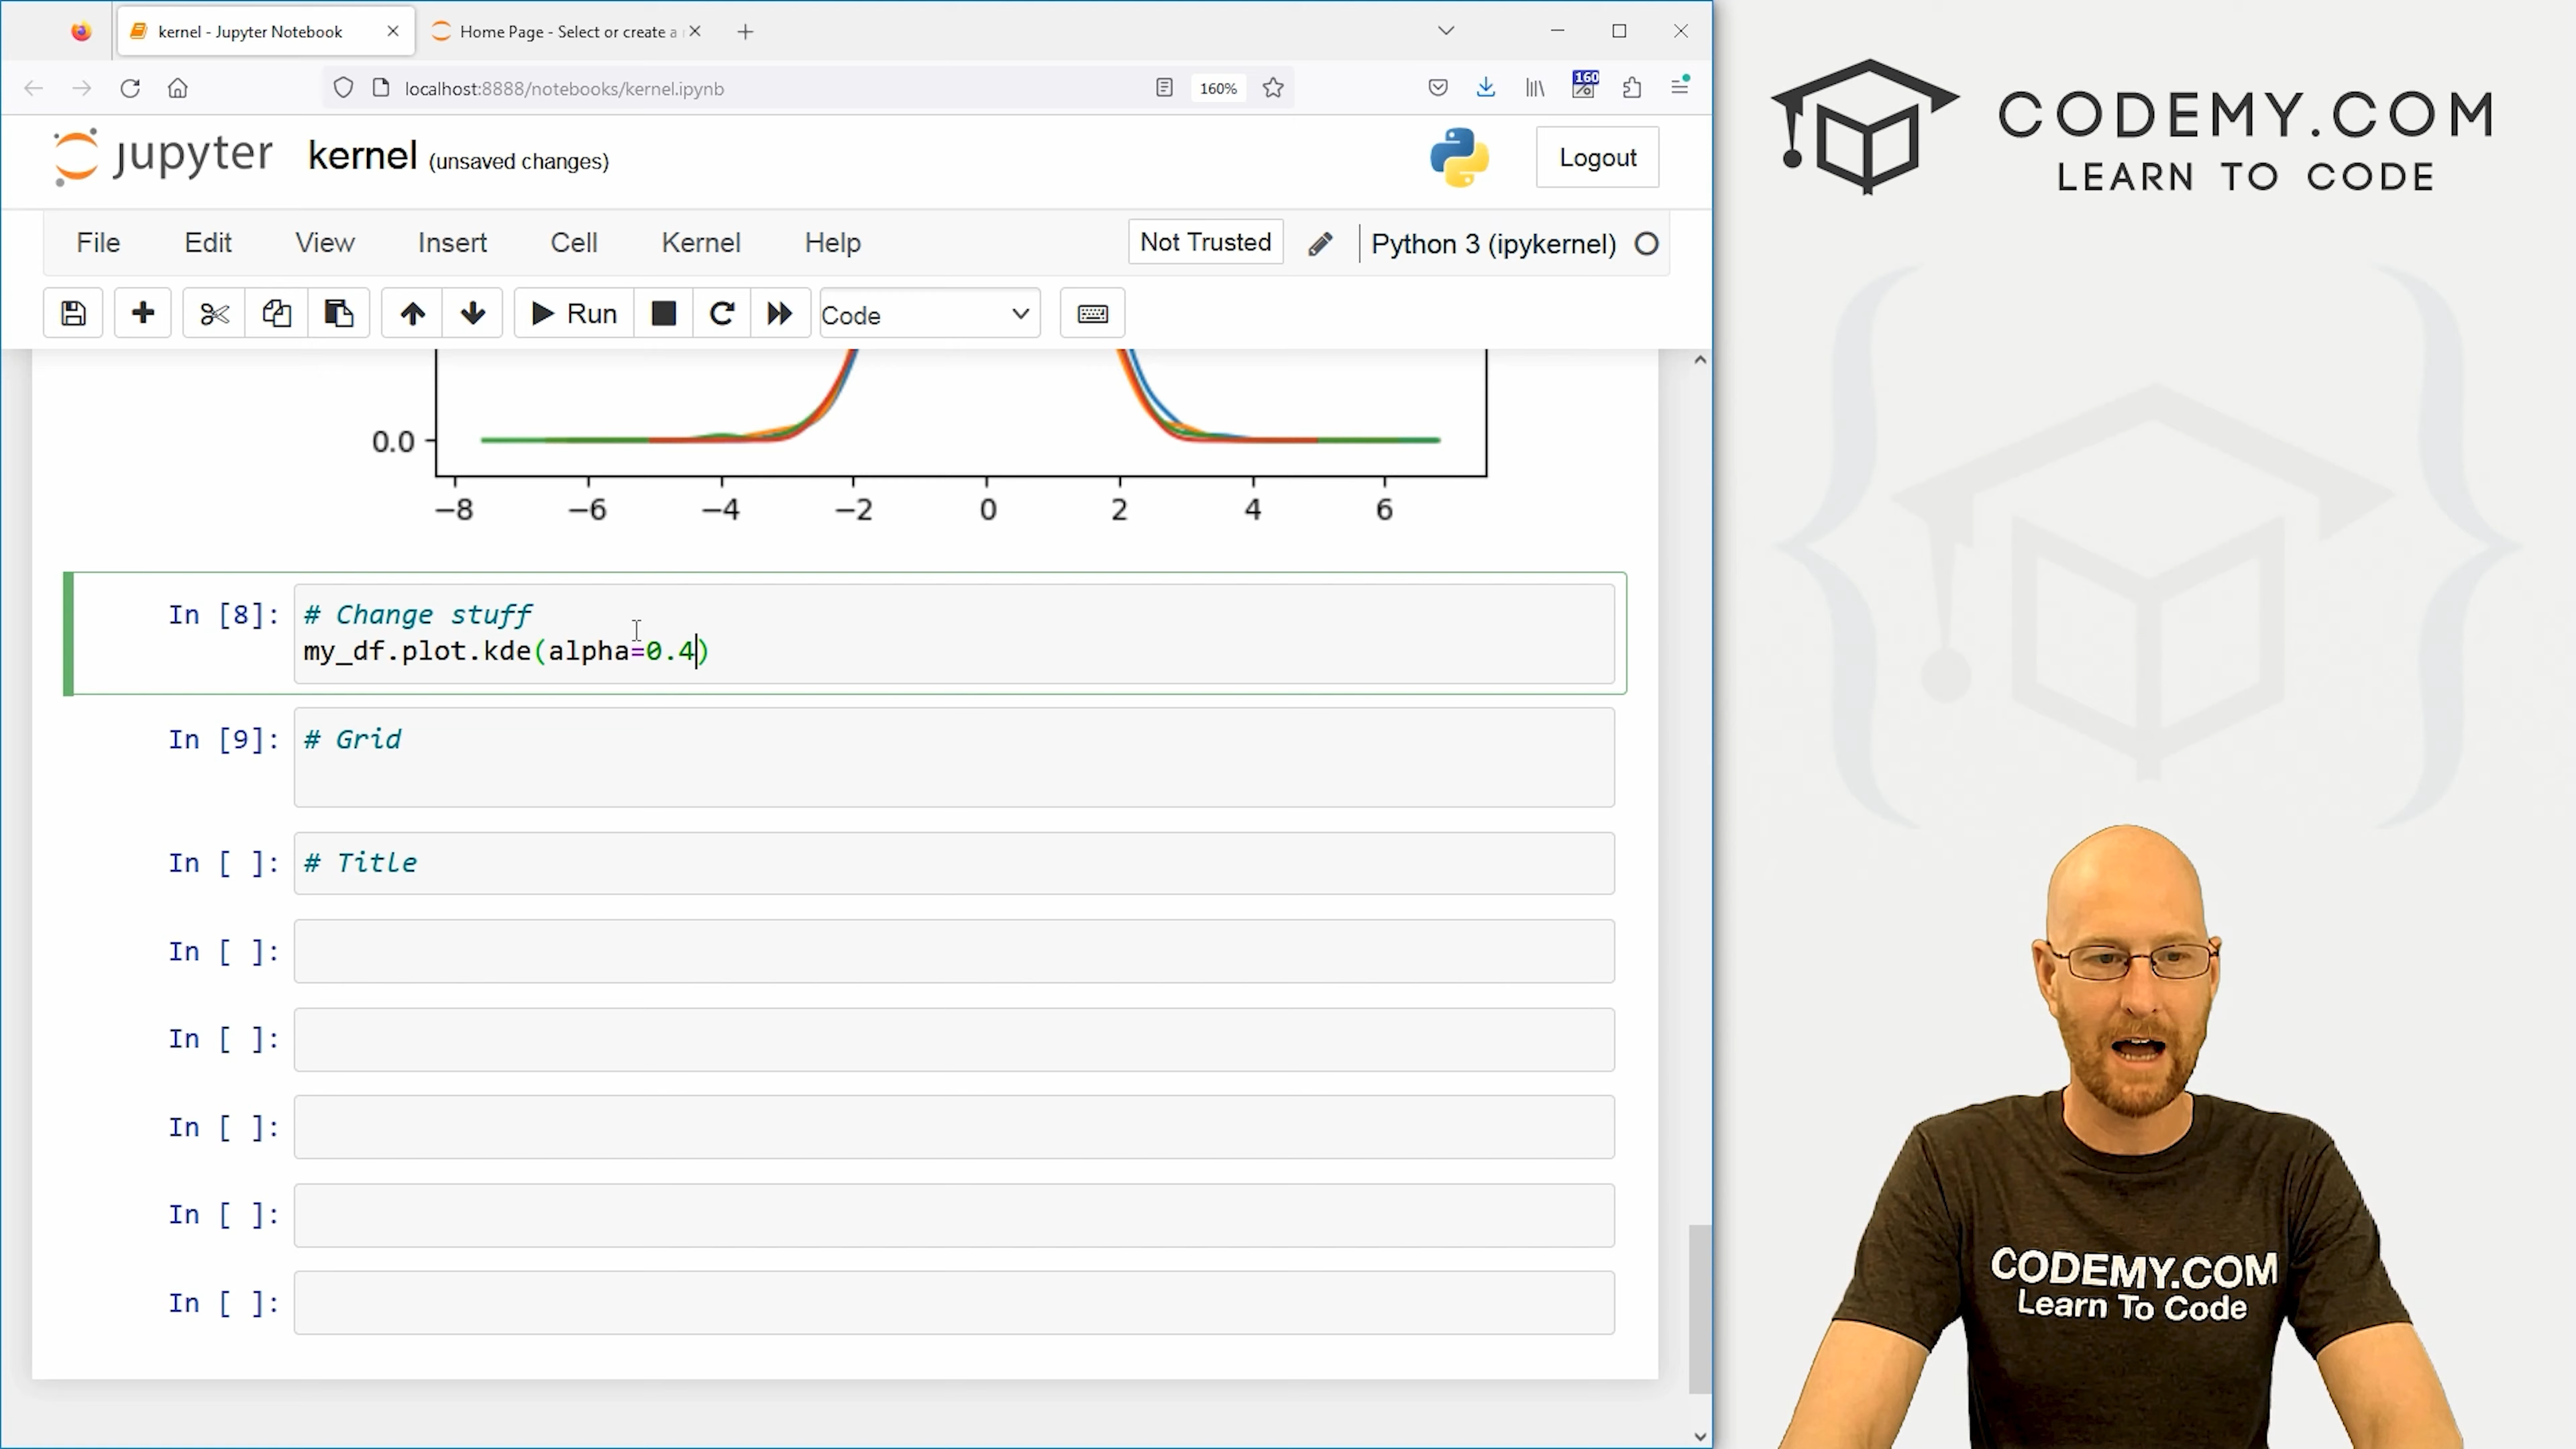 kernel - Jupyter Notebook
Home Page - Select or create a
localhost:8888/notebooks/kernel.ipynb
160%
160
jupyter kernel (unsaved changes)
Logout
File Edit View Insert Cell Kernel Help
Not Trusted
Python 3 (ipykernel)
Run
Code
0.0
−8 −6 −4 −2 0 2 4 6
In [8]: # Change stuff
my_df.plot.kde(alpha=0.4)
In [9]: # Grid
In [ ]: # Title
In [ ]:
In [ ]:
In [ ]:
In [ ]:
In [ ]:
CODEMY.COM
LEARN TO CODE
CODEMY.COM
Learn To Code